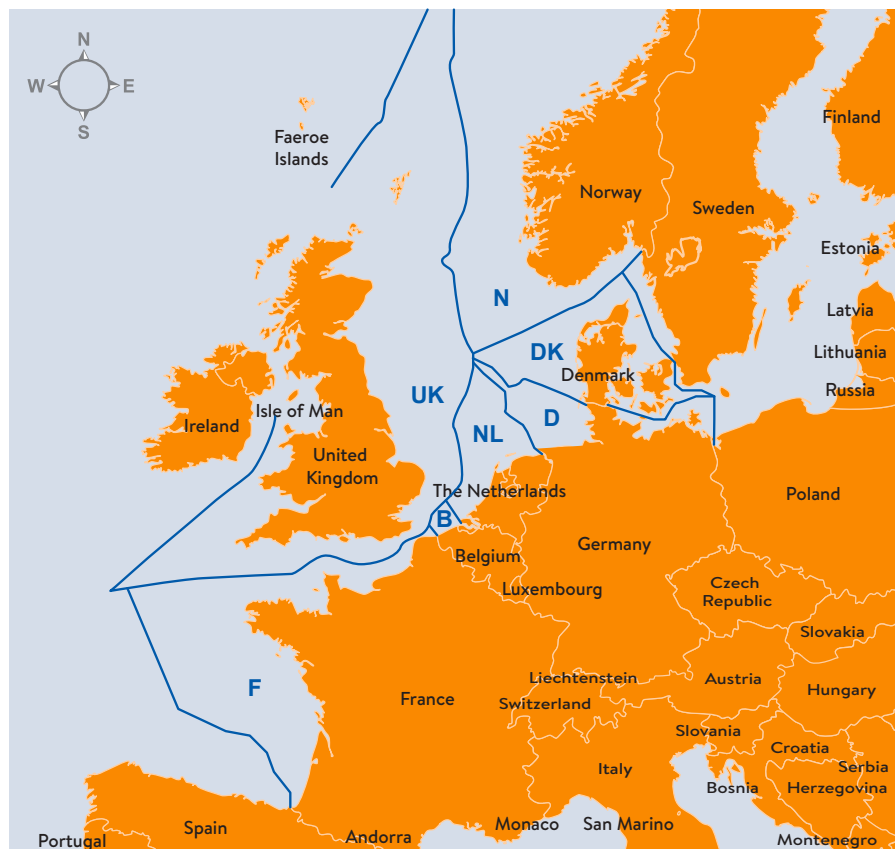 N
W E
S
Faeroe
Islands
Finland
Norway
Sweden
Estonia
N
Latvia
DK
Lithuania
Denmark
Russia
UK
Isle of Man
D
Ireland
NL
United
Kingdom
The Netherlands
Poland
B
Belgium
Germany
Luxembourg
Czech
Republic
Slovakia
Liechtenstein
F
France
Switzerland
Austria
Hungary
Slovania
Croatia
Italy
Serbia
Bosnia
Herzegovina
Monaco
San Marino
Spain
Portugal
Andorra
Montenegro